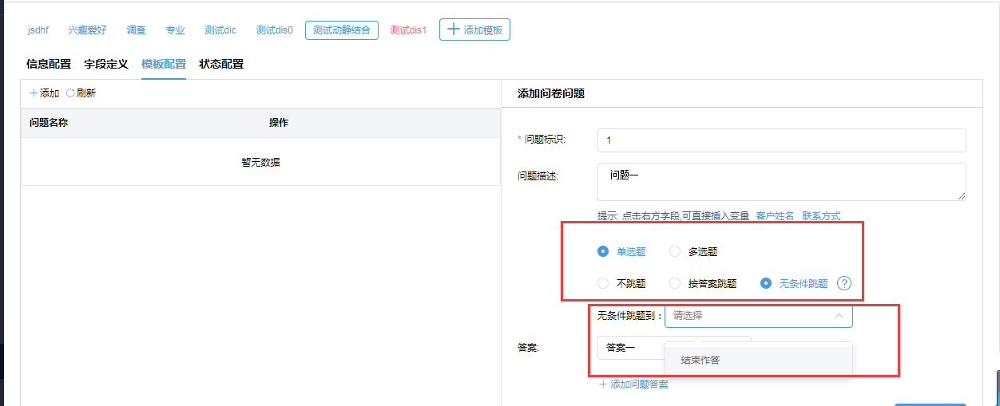 jsdhf 兴趣爱好 调查 专业 测试dic 测试dis0 测试动静结合 测试dis1 添加模板
信息配置 字段定义 模板配置 状态配置
添加 刷新
添加问卷问题
问题名称 操作
暂无数据
* 问题标识: 1
问题描述: 问题一
提示: 点击右方字段,可直接插入变量 客户姓名 联系方式
单选题 多选题
不跳题 按答案跳题 无条件跳题 ?
无条件跳题到： 请选择
答案: 答案一
结束作答
添加问题答案